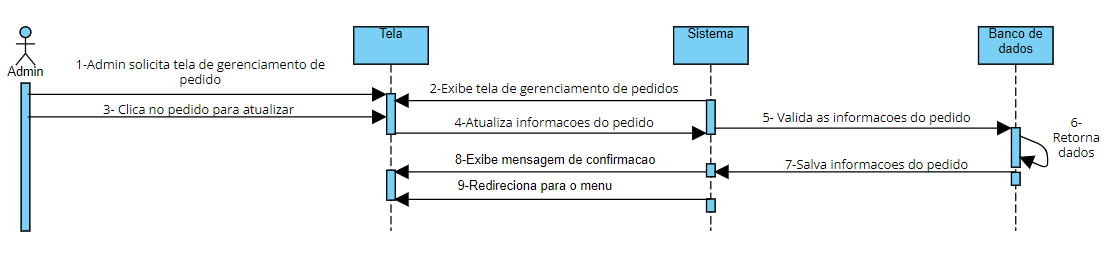 Tela
Sistema
Banco de
dados
Admin
1-Admin solicita tela de gerenciamento de
pedido
2-Exibe tela de gerenciamento de pedidos
3- Clica no pedido para atualizar
4-Atualiza informacoes do pedido
5- Valida as informacoes do pedido
6-
Retorna
dados
7-Salva informacoes do pedido
8-Exibe mensagem de confirmacao
9-Redireciona para o menu